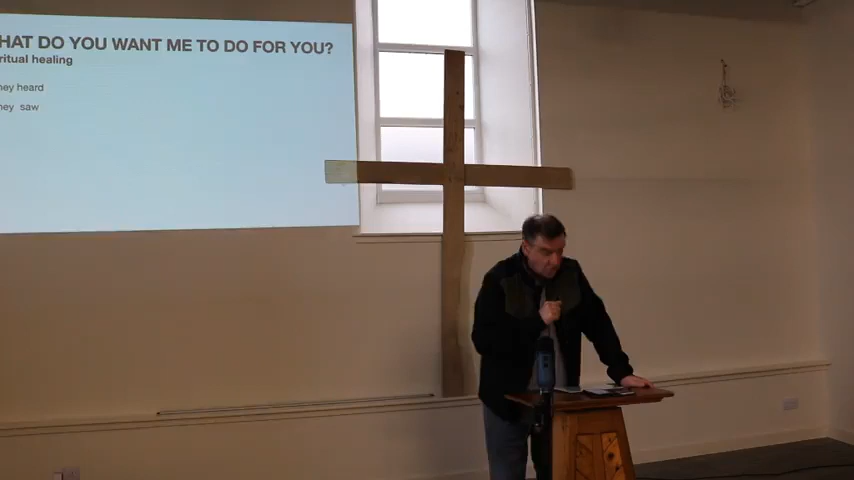 HAT DO YOU WANT ME TO DO FOR YOU?
ritual healing
ney heard
ney saw